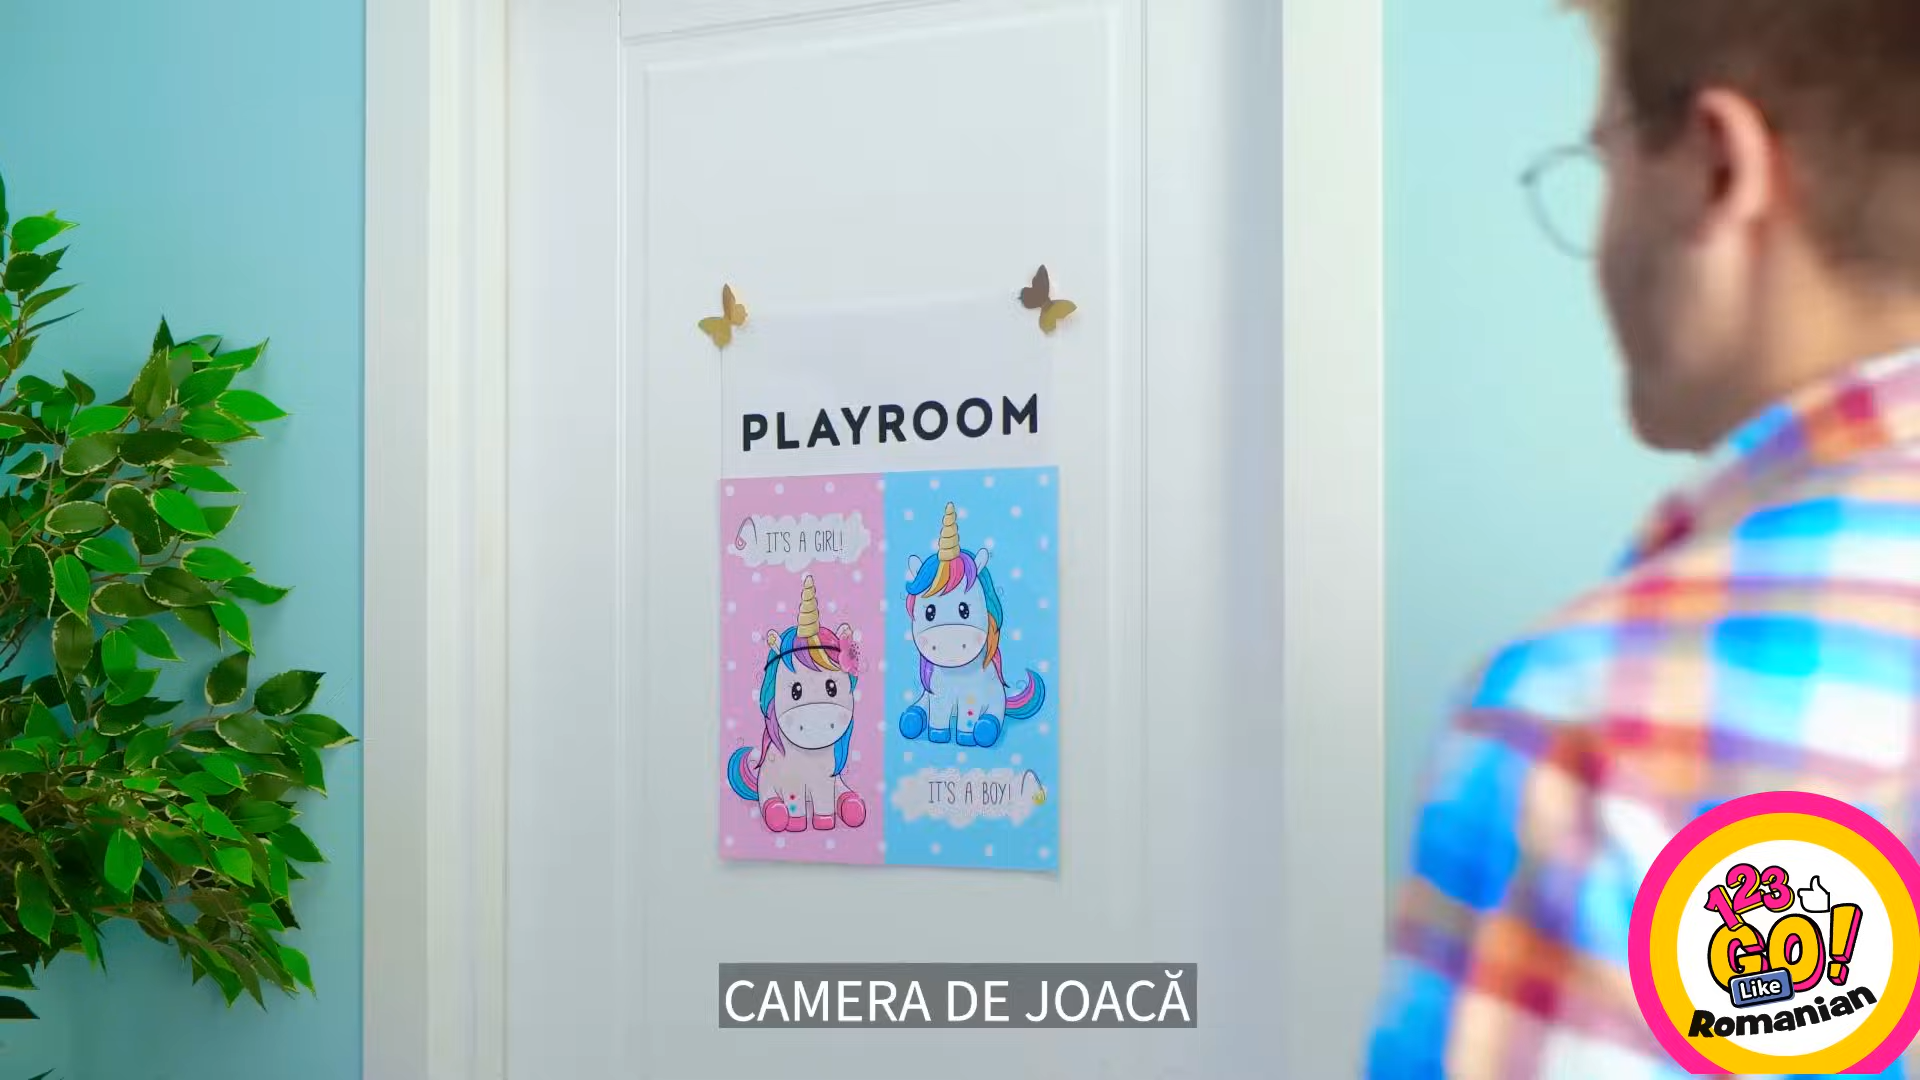 PLAYROOM
IT'S A GIRL!
IT'S A BOY!
CAMERA DE JOACĂ
123
GO!
Like
Romanian